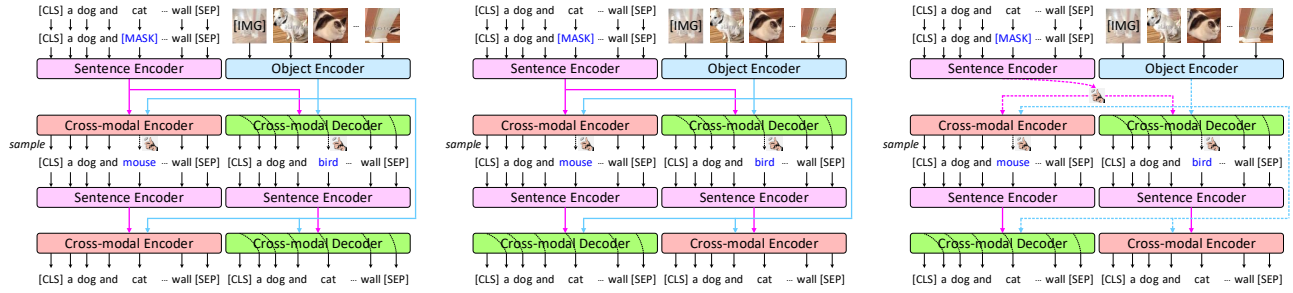 [CLS] a dog and cat ... wall [SEP]
[CLS] a dog and [MASK] ... wall [SEP] [IMG]
Sentence Encoder Object Encoder
Cross-modal Encoder Cross-modal Decoder
sample
[CLS] a dog and mouse ... wall [SEP] [CLS] a dog and bird ... wall [SEP]
Sentence Encoder Sentence Encoder
Cross-modal Encoder Cross-modal Decoder
[CLS] a dog and cat ... wall [SEP] [CLS] a dog and cat ... wall [SEP]
[CLS] a dog and cat ... wall [SEP]
[CLS] a dog and [MASK] ... wall [SEP] [IMG]
Sentence Encoder Object Encoder
Cross-modal Encoder Cross-modal Decoder
sample
[CLS] a dog and mouse ... wall [SEP] [CLS] a dog and bird ... wall [SEP]
Sentence Encoder Sentence Encoder
Cross-modal Decoder Cross-modal Encoder
[CLS] a dog and cat ... wall [SEP] [CLS] a dog and cat ... wall [SEP]
[CLS] a dog and cat ... wall [SEP]
[CLS] a dog and [MASK] ... wall [SEP] [IMG]
Sentence Encoder Object Encoder
Cross-modal Encoder Cross-modal Decoder
sample
[CLS] a dog and mouse ... wall [SEP] [CLS] a dog and bird ... wall [SEP]
Sentence Encoder Sentence Encoder
Cross-modal Decoder Cross-modal Encoder
[CLS] a dog and cat ... wall [SEP] [CLS] a dog and cat ... wall [SEP]